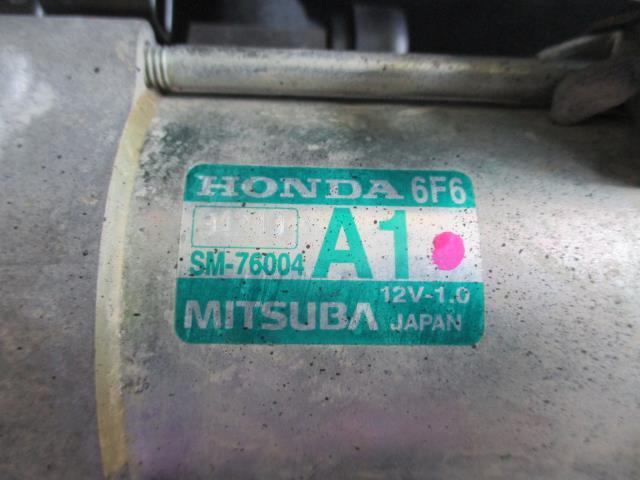 HONDA 6F6
A1
SM-76004
12V-1.0
MITSUBA JAPAN